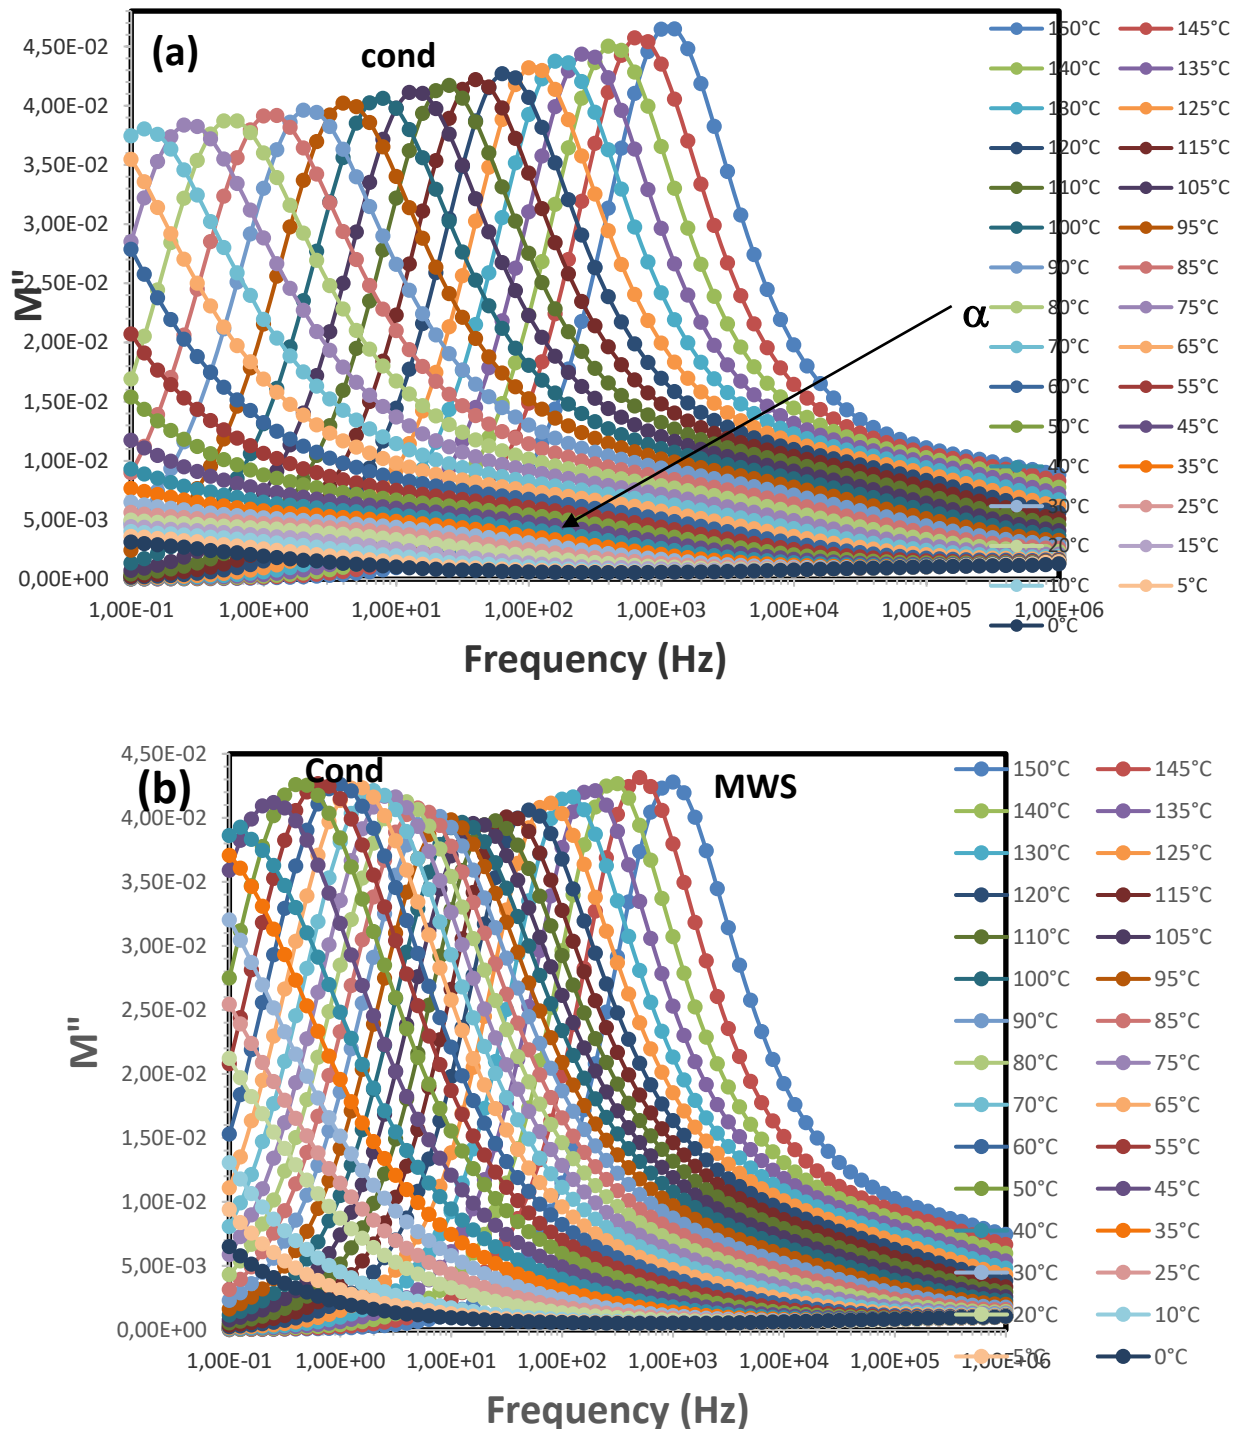 (a)
cond
α
M"
4,50E-02
4,00E-02
3,50E-02
3,00E-02
2,50E-02
2,00E-02
1,50E-02
1,00E-02
5,00E-03
0,00E+00
1,00E-01 1,00E+00 1,00E+01 1,00E+02 1,00E+03 1,00E+04 1,00E+05 1,00E+06
Frequency (Hz)
150°C 145°C
140°C 135°C
130°C 125°C
120°C 115°C
110°C 105°C
100°C 95°C
90°C 85°C
80°C 75°C
70°C 65°C
60°C 55°C
50°C 45°C
40°C 35°C
30°C 25°C
20°C 15°C
10°C 5°C
0°C
(b)
Cond
MWS
M"
4,50E-02
4,00E-02
3,50E-02
3,00E-02
2,50E-02
2,00E-02
1,50E-02
1,00E-02
5,00E-03
0,00E+00
1,00E-01 1,00E+00 1,00E+01 1,00E+02 1,00E+03 1,00E+04 1,00E+05 1,00E+06
Frequency (Hz)
150°C 145°C
140°C 135°C
130°C 125°C
120°C 115°C
110°C 105°C
100°C 95°C
90°C 85°C
80°C 75°C
70°C 65°C
60°C 55°C
50°C 45°C
40°C 35°C
30°C 25°C
20°C 10°C
5°C 0°C